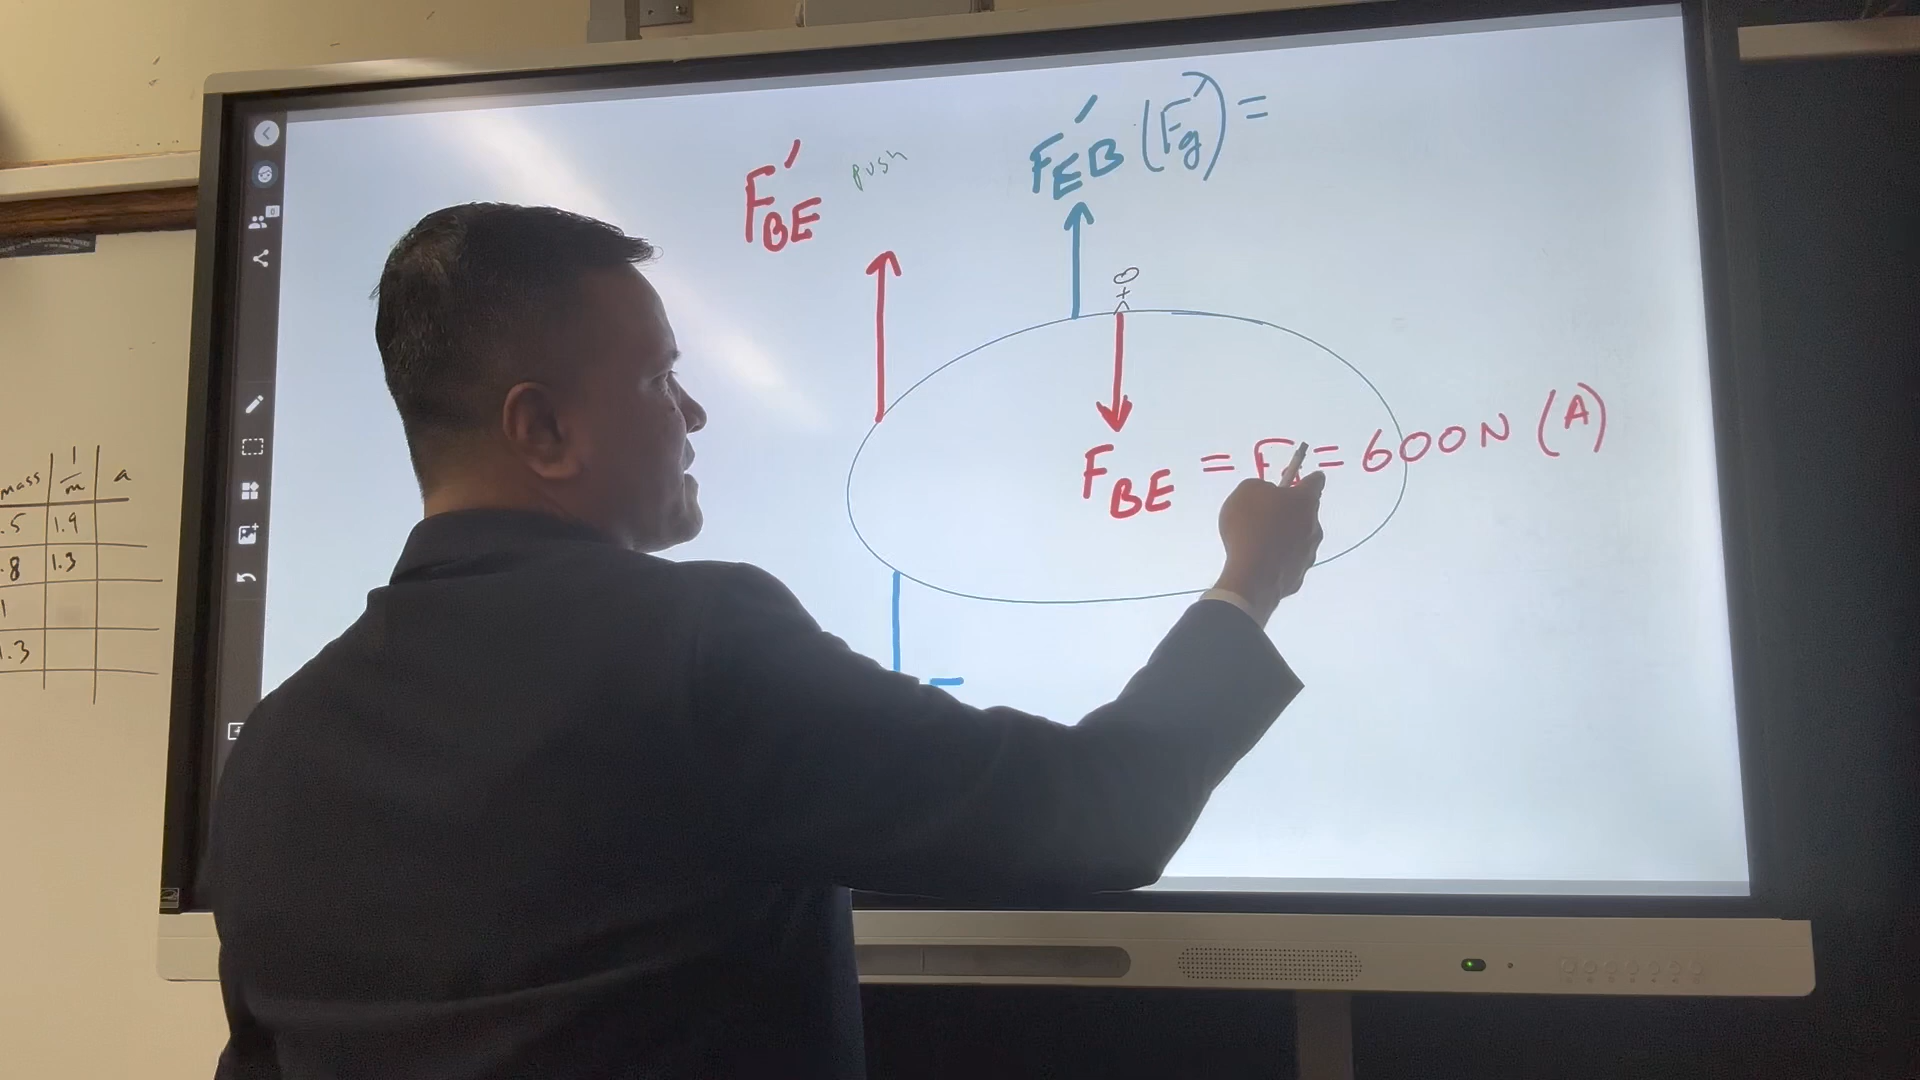 F'BE push
F'EB (F'g) =
FBE = Fg = 600N (A)
mass 1/m a
.5 1.9
.8 1.3
1
1.3